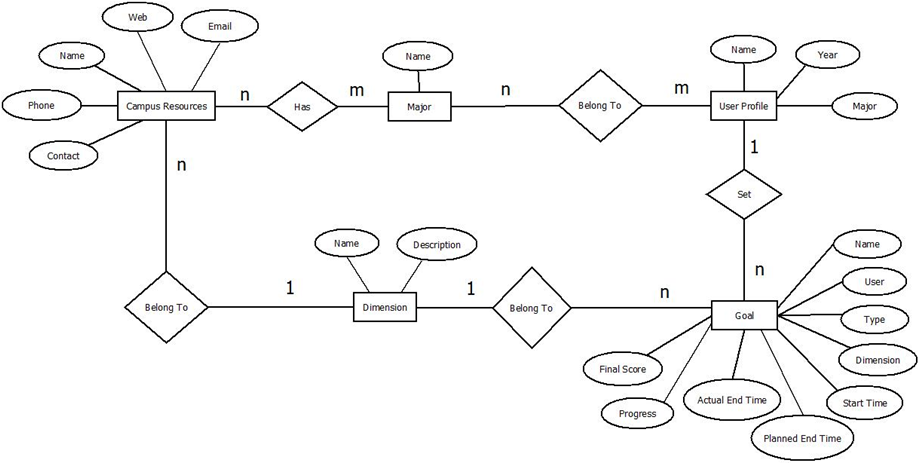 Web
Email
Name
Name
Name
Year
Phone
Campus Resources
n
Has
m
Major
n
Belong To
m
User Profile
Major
Contact
n
1
Set
Name
Description
n
Name
User
Belong To
1
Dimension
1
Belong To
n
Goal
Type
Dimension
Final Score
Progress
Actual End Time
Start Time
Planned End Time